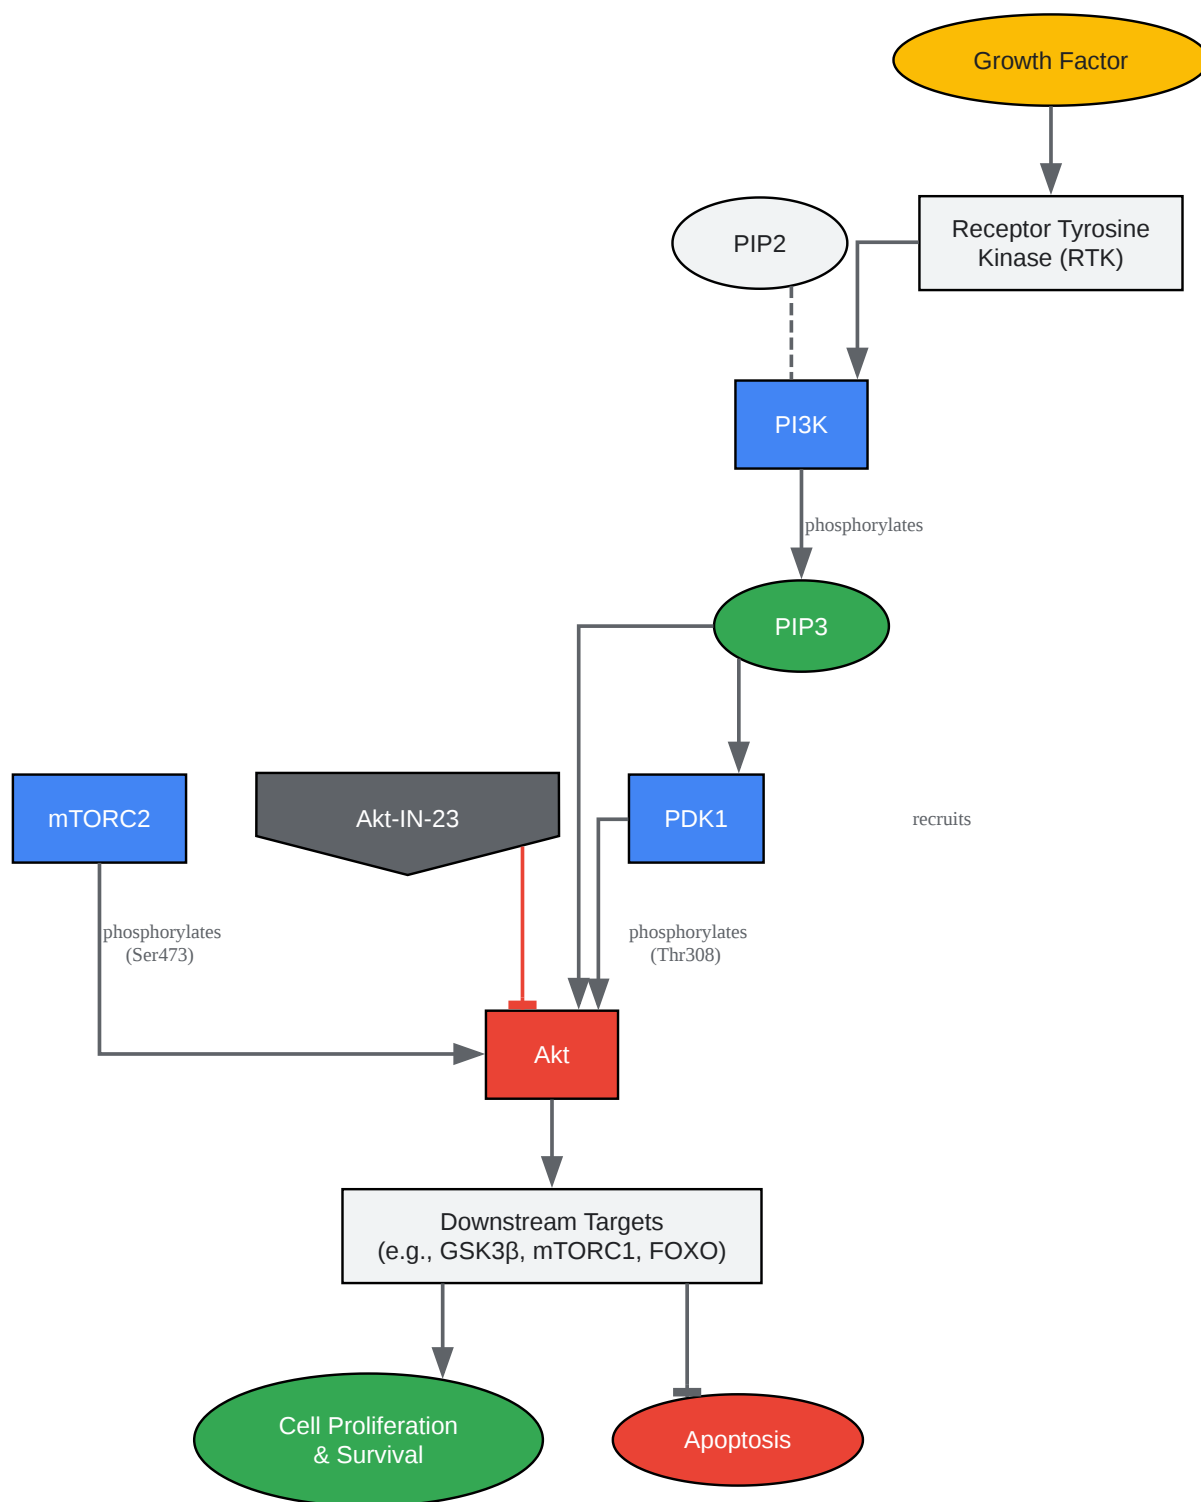 Growth Factor
Receptor Tyrosine
Kinase (RTK)
PIP2
PI3K
phosphorylates
PIP3
mTORC2
Akt-IN-23
PDK1
recruits
phosphorylates
(Ser473)
phosphorylates
(Thr308)
Akt
Downstream Targets
(e.g., GSK3β, mTORC1, FOXO)
Cell Proliferation
& Survival
Apoptosis